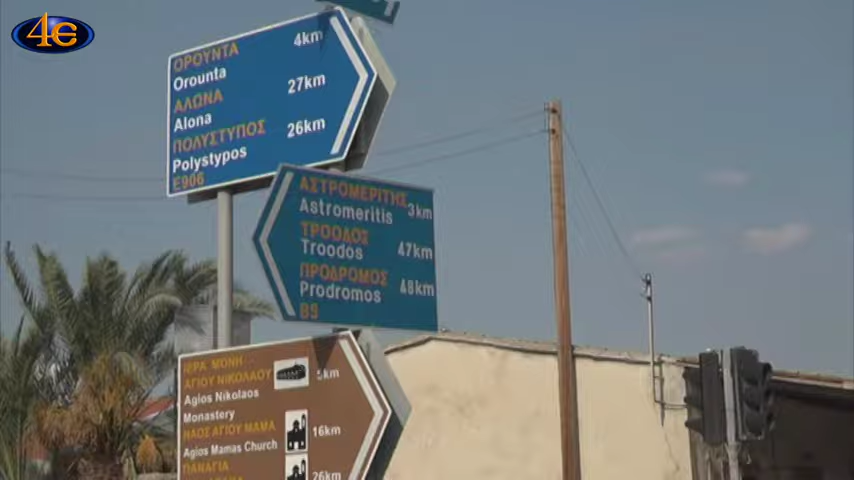 4e
ΟΡΟΥΝΤΑ
Orounta 4km
ΑΛΩΝΑ
Alona 27km
ΠΟΛΥΣΤΥΠΟΣ
Polystypos 26km
E906
ΑΣΤΡΟΜΕΡΙΤΗΣ
Astromeritis 3km
ΤΡΟΟΔΟΣ
Troodos 47km
ΠΡΟΔΡΟΜΟΣ
Prodromos 48km
B9
ΙΕΡΑ ΜΟΝΗ
ΑΓΙΟΥ ΝΙΚΟΛΑΟΥ
Agios Nikolaos 5km
Monastery
ΝΑΟΣ ΑΓΙΟΥ ΜΑΜΑ
Agios Mamas Church 16km
ΠΑΝΑΓΙΑ
26km